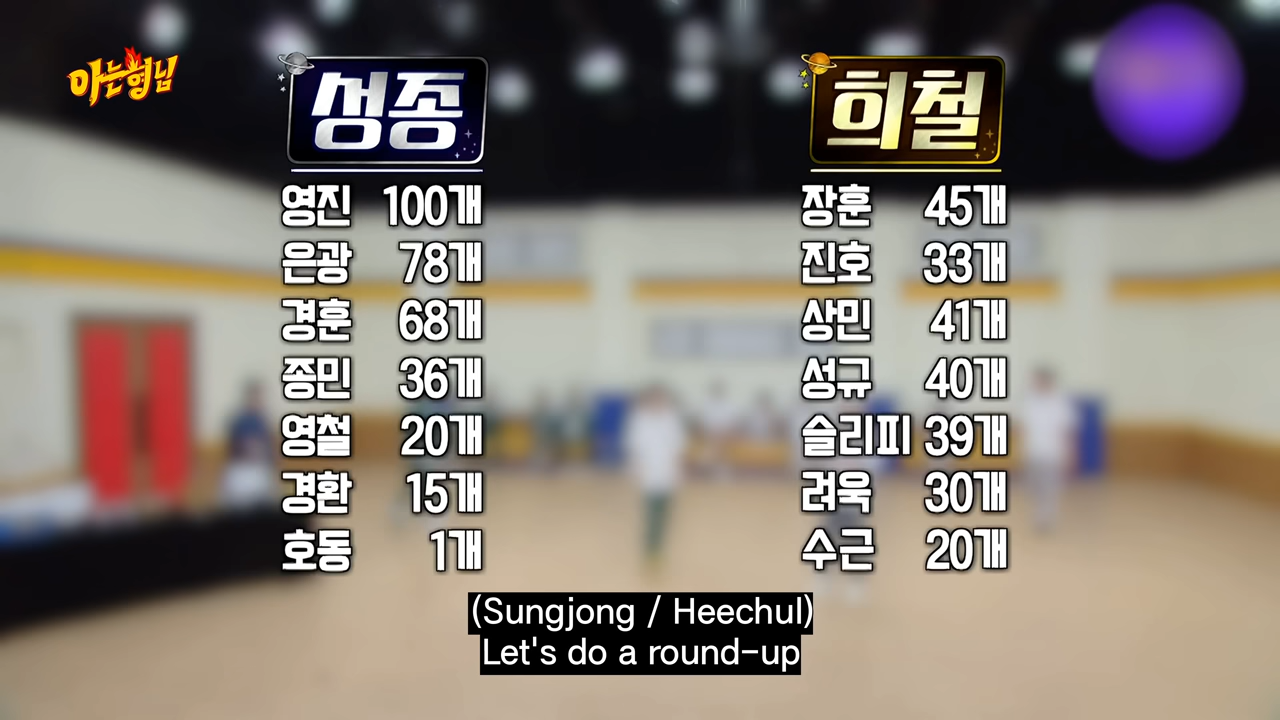 아는형님
성종
영진 100개
은광 78개
경훈 68개
종민 36개
영철 20개
경환 15개
호동 1개
희철
장훈 45개
진호 33개
상민 41개
성규 40개
슬리피 39개
려욱 30개
수근 20개
(Sungjong / Heechul)
Let's do a round-up